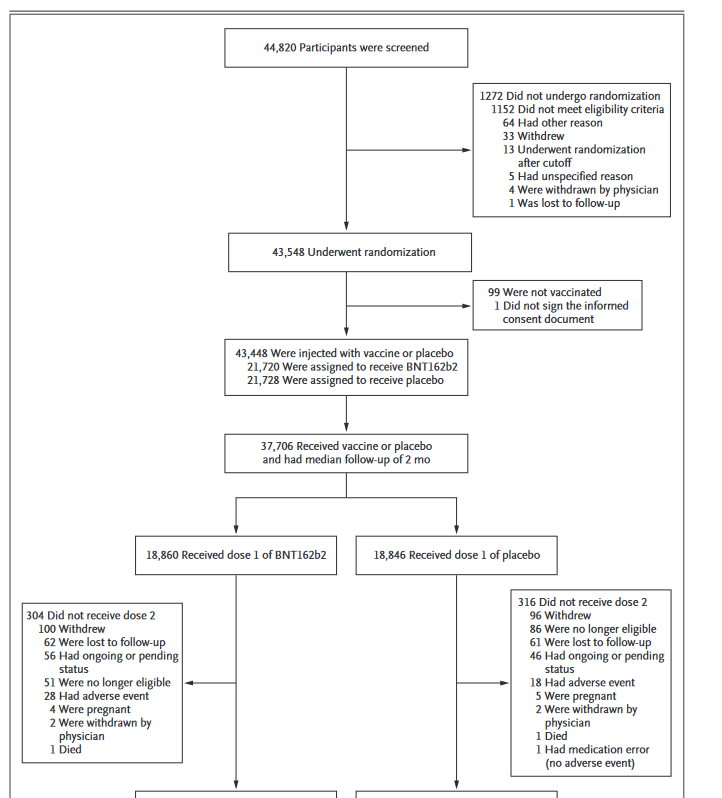 44,820 Participants were screened
1272 Did not undergo randomization
1152 Did not meet eligibility criteria
64 Had other reason
33 Withdrew
13 Underwent randomization
after cutoff
5 Had unspecified reason
4 Were withdrawn by physician
1 Was lost to follow-up
43,548 Underwent randomization
99 Were not vaccinated
1 Did not sign the informed
consent document
43,448 Were injected with vaccine or placebo
21,720 Were assigned to receive BNT162b2
21,728 Were assigned to receive placebo
37,706 Received vaccine or placebo
and had median follow-up of 2 mo
18,860 Received dose 1 of BNT162b2
18,846 Received dose 1 of placebo
304 Did not receive dose 2
100 Withdrew
62 Were lost to follow-up
56 Had ongoing or pending
status
51 Were no longer eligible
28 Had adverse event
4 Were pregnant
2 Were withdrawn by
physician
1 Died
316 Did not receive dose 2
96 Withdrew
86 Were no longer eligible
61 Were lost to follow-up
46 Had ongoing or pending
status
18 Had adverse event
5 Were pregnant
2 Were withdrawn by
physician
1 Died
1 Had medication error
(no adverse event)